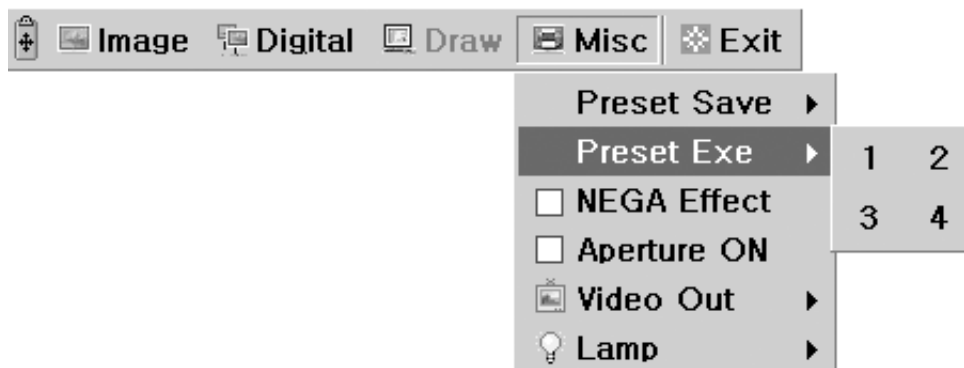 Image Digital Draw Misc Exit
Preset Save
Preset Exe
1 2
NEGA Effect
3 4
Aperture ON
Video Out
Lamp